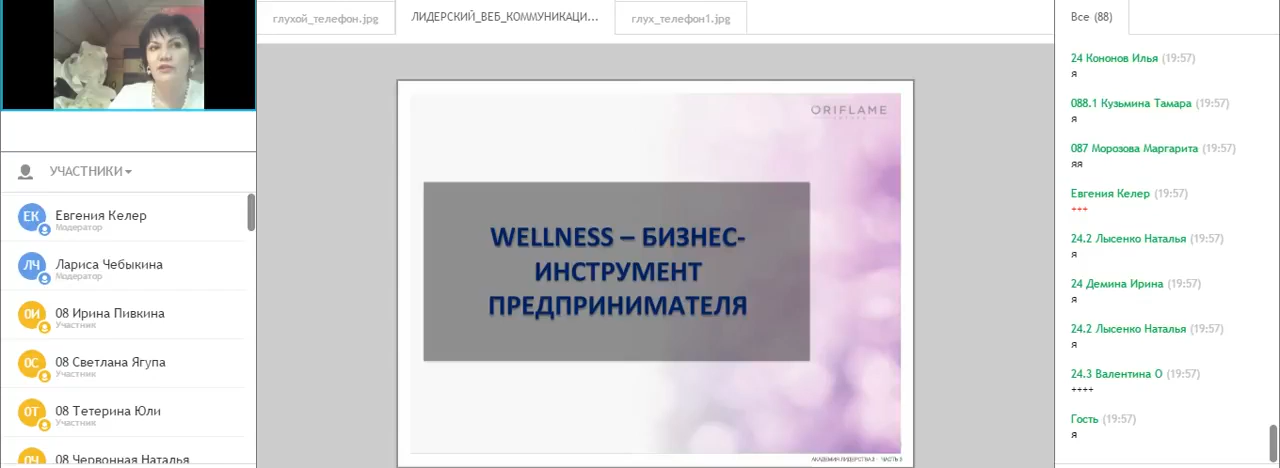 глухой_телефон.jpg
ЛИДЕРСКИЙ_ВЕБ_КОММУНИКАЦИ...
глух_телефон1.jpg
Все (88)
УЧАСТНИКИ
ЕК
Евгения Келер
Модератор
ЛЧ
Лариса Чебыкина
Модератор
ОИ
08 Ирина Пивкина
Участник
ОС
08 Светлана Ягупа
Участник
ОТ
08 Тетерина Юли
Участник
ОЧ
08 Червонная Наталья
ORIFLAME
WELLNESS – БИЗНЕС-
ИНСТРУМЕНТ
ПРЕДПРИНИМАТЕЛЯ
24 Кононов Илья (19:57)
я
088.1 Кузьмина Тамара (19:57)
я
087 Морозова Маргарита (19:57)
яя
Евгения Келер (19:57)
+++
24.2 Лысенко Наталья (19:57)
я
24 Демина Ирина (19:57)
я
24.2 Лысенко Наталья (19:57)
я
24.3 Валентина О (19:57)
++++
Гость (19:57)
я